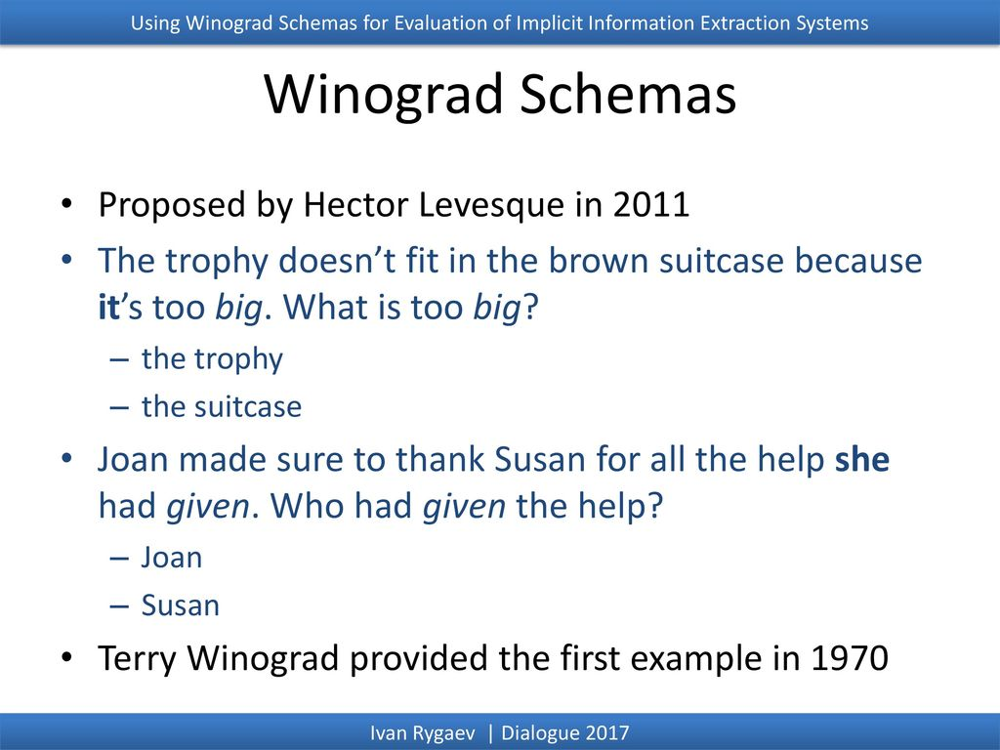 Using Winograd Schemas for Evaluation of Implicit Information Extraction Systems
Winograd Schemas
• Proposed by Hector Levesque in 2011
• The trophy doesn’t fit in the brown suitcase because
it’s too big. What is too big?
– the trophy
– the suitcase
• Joan made sure to thank Susan for all the help she
had given. Who had given the help?
– Joan
– Susan
• Terry Winograd provided the first example in 1970
Ivan Rygaev | Dialogue 2017